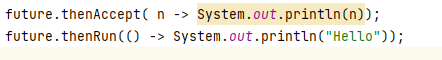 future.thenAccept( n -> System.out.println(n));
future.thenRun(() -> System.out.println("Hello"));